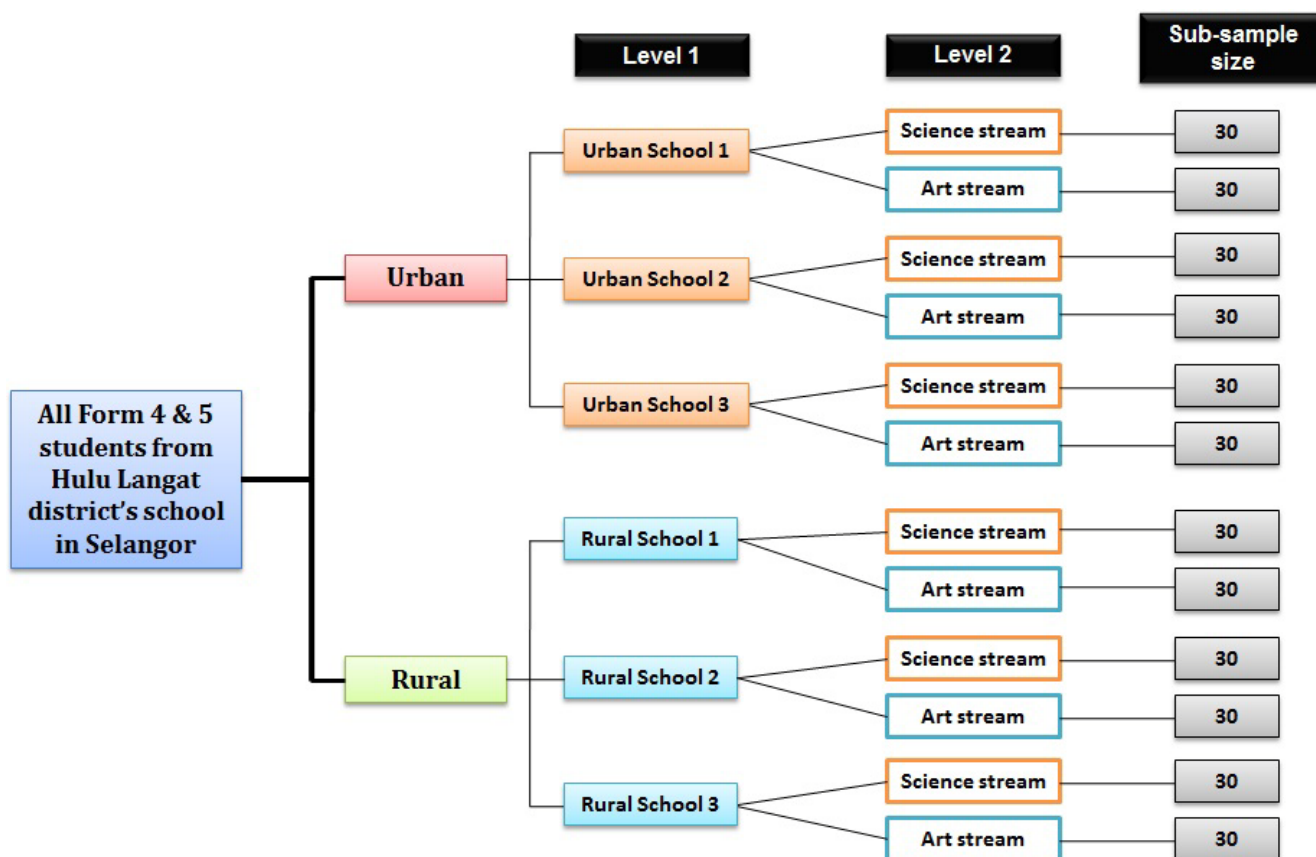 Level 1
Level 2
Sub-sample
size
All Form 4 & 5
students from
Hulu Langat
district's school
in Selangor
Urban
Urban School 1
Science stream
30
Art stream
30
Urban School 2
Science stream
30
Art stream
30
Urban School 3
Science stream
30
Art stream
30
Rural
Rural School 1
Science stream
30
Art stream
30
Rural School 2
Science stream
30
Art stream
30
Rural School 3
Science stream
30
Art stream
30